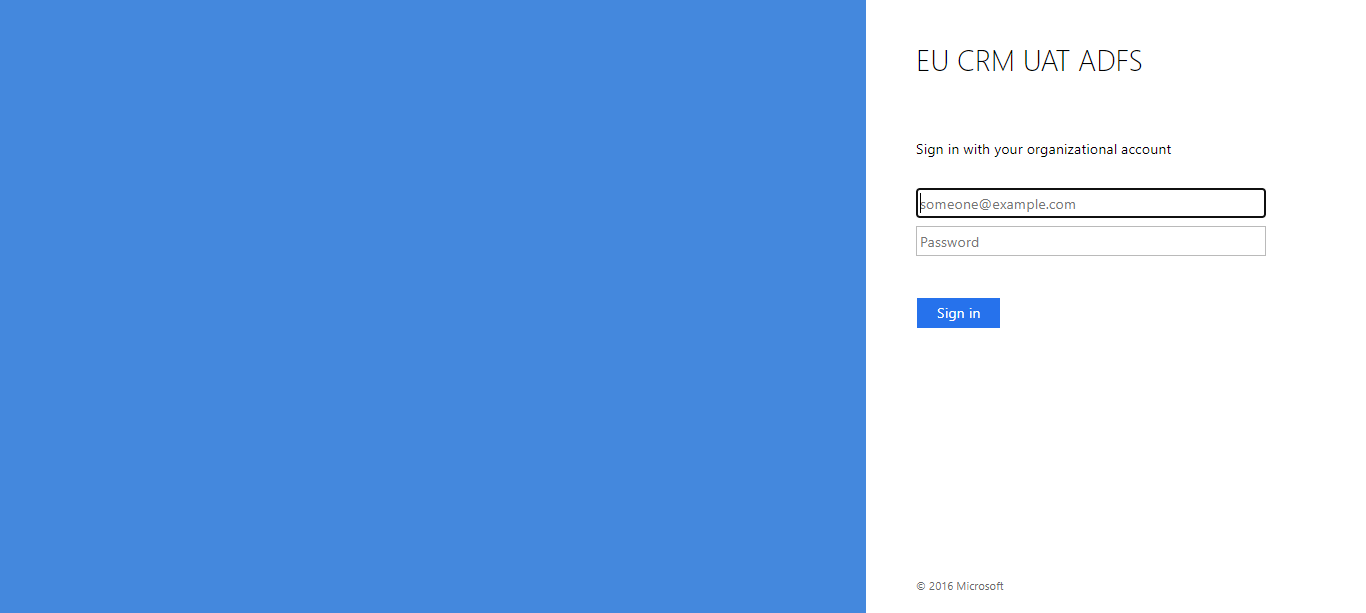 EU CRM UAT ADFS
Sign in with your organizational account
someone@example.com
Password
Sign in
© 2016 Microsoft